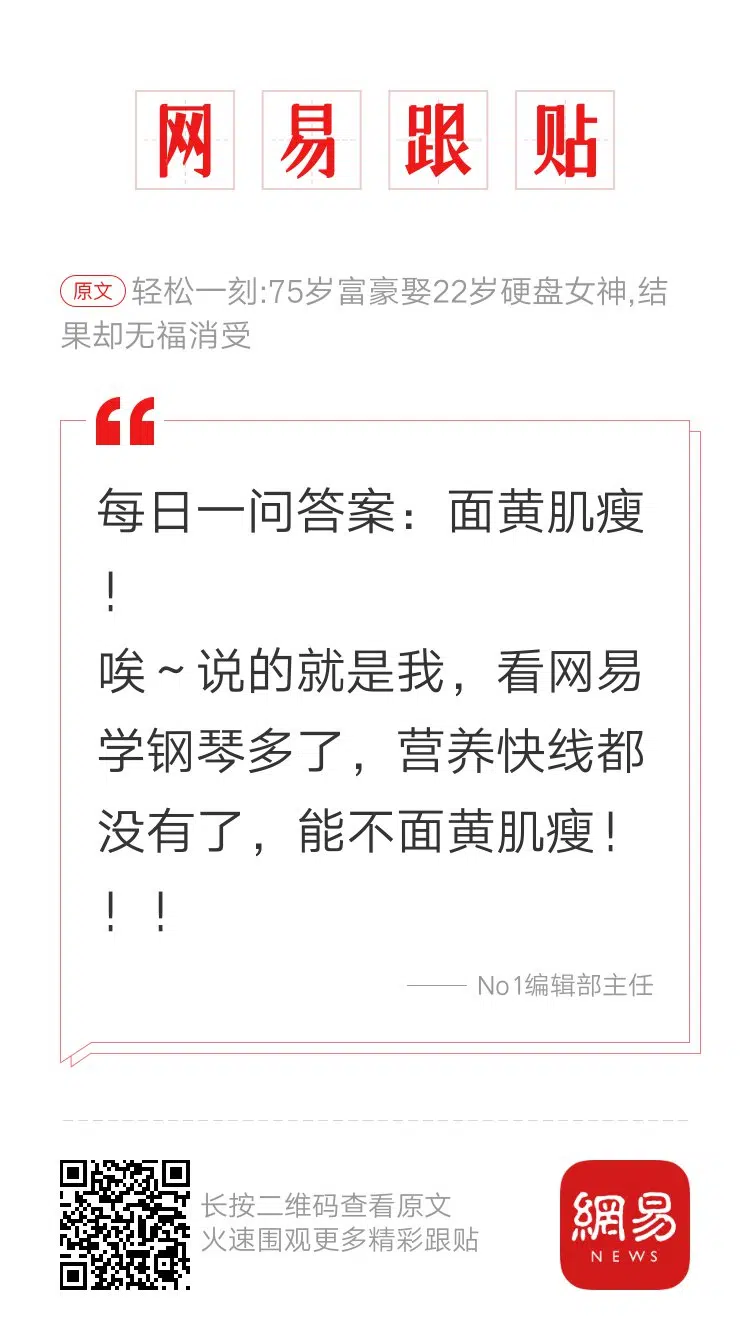 网易跟贴
原文 轻松一刻:75岁富豪娶22岁硬盘女神,结
果却无福消受
每日一问答案：面黄肌瘦
！
唉～说的就是我，看网易
学钢琴多了，营养快线都
没有了，能不面黄肌瘦！
！！
—— No1编辑部主任
长按二维码查看原文
火速围观更多精彩跟贴
網易
NEWS